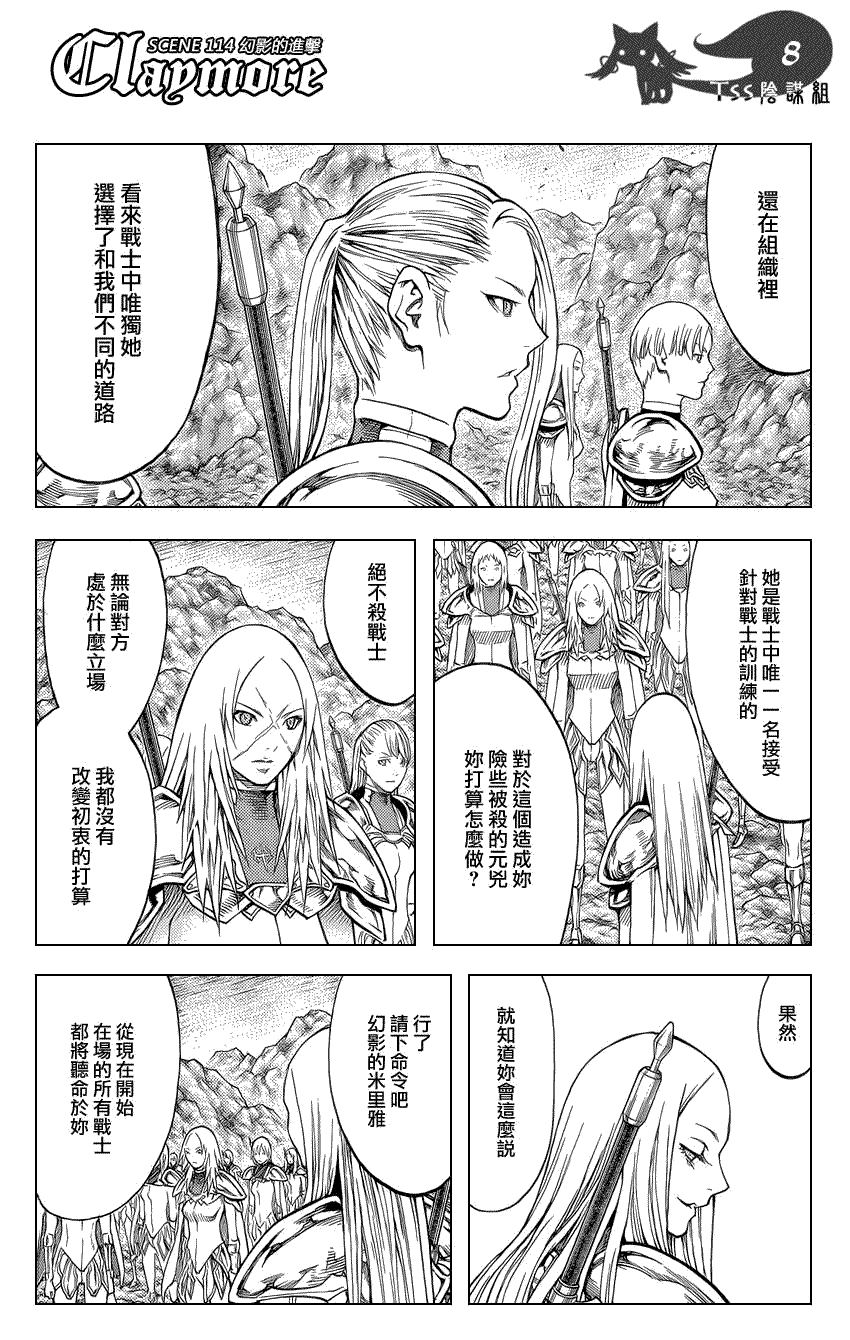 SCENE 114 幻影的進擊
Claymore
8
Tss陰謀組
還在組織裡
看來戰士中唯獨她
選擇了和我們不同的道路
她是戰士中唯一一名接受
針對戰士的訓練的
對於這個造成妳
險些被殺的元兇
妳打算怎麼做?
絕不殺戰士
無論對方
處於什麼立場
我都沒有
改變初衷的打算
果然
就知道妳會這麼説
行了
請下命令吧
幻影的米里雅
從現在開始
在場的所有戰士
都將聽命於妳